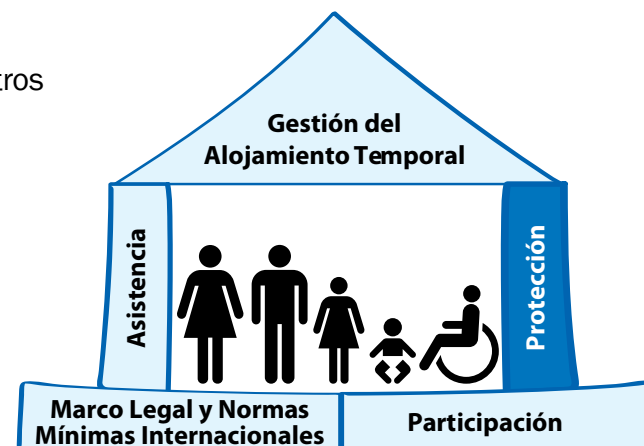 tros
Gestión del
Alojamiento Temporal
Asistencia
Protección
Marco Legal y Normas
Mínimas Internacionales
Participación